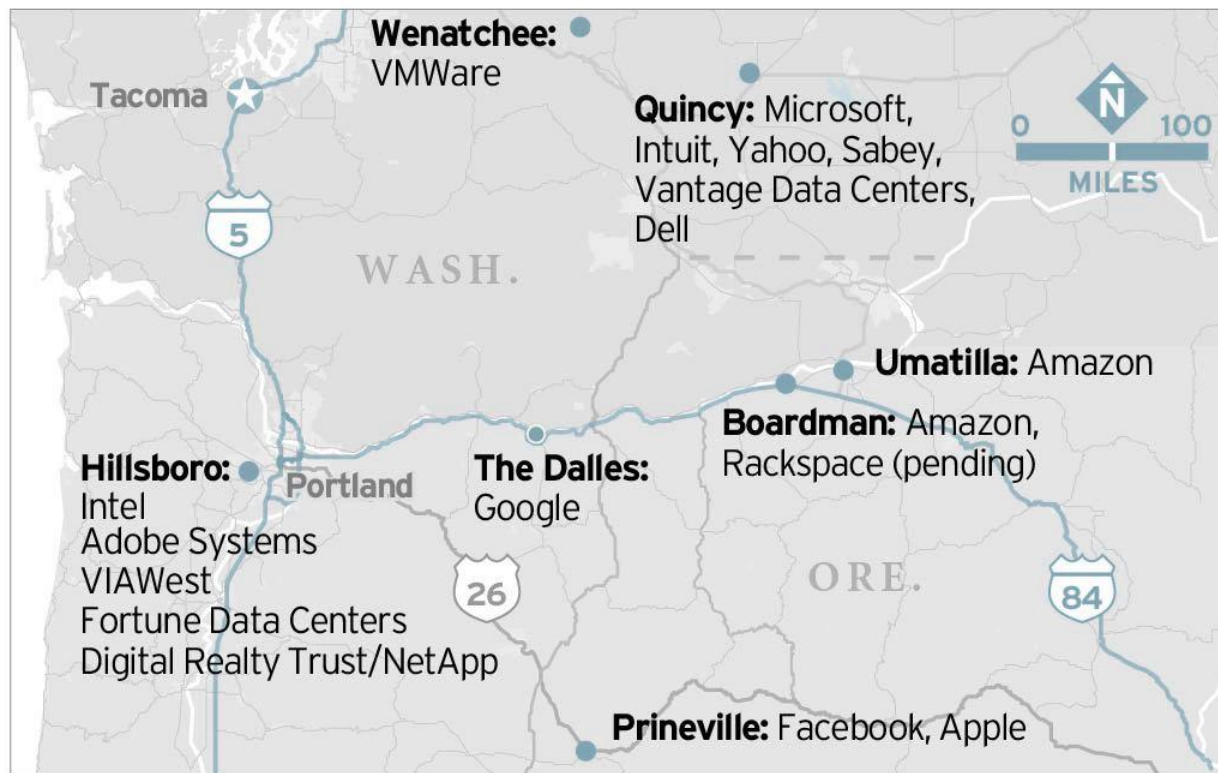 Wenatchee:
VMWare
Tacoma
Quincy: Microsoft,
Intuit, Yahoo, Sabey,
Vantage Data Centers,
Dell
N
0 100
MILES
5
WASH.
Umatilla: Amazon
Boardman: Amazon,
Rackspace (pending)
Hillsboro:
Intel
Adobe Systems
VIAWest
Fortune Data Centers
Digital Realty Trust/NetApp
Portland
The Dalles:
Google
26
ORE.
84
Prineville: Facebook, Apple